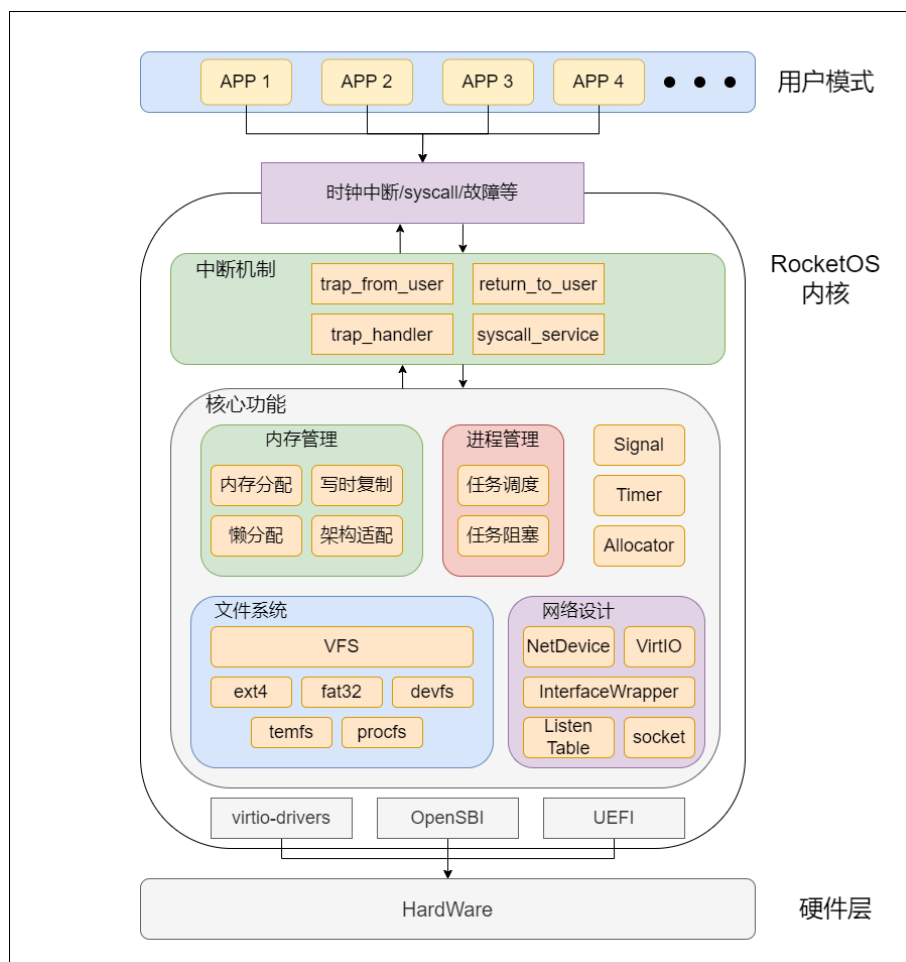 APP 1
APP 2
APP 3
APP 4
用户模式
时钟中断/syscall/故障等
RocketOS
内核
中断机制
trap_from_user
return_to_user
trap_handler
syscall_service
核心功能
内存管理
内存分配
写时复制
懒分配
架构适配
进程管理
任务调度
任务阻塞
Signal
Timer
Allocator
文件系统
VFS
ext4
fat32
devfs
temfs
procfs
网络设计
NetDevice
VirtIO
InterfaceWrapper
Listen
Table
socket
virtio-drivers
OpenSBI
UEFI
HardWare
硬件层